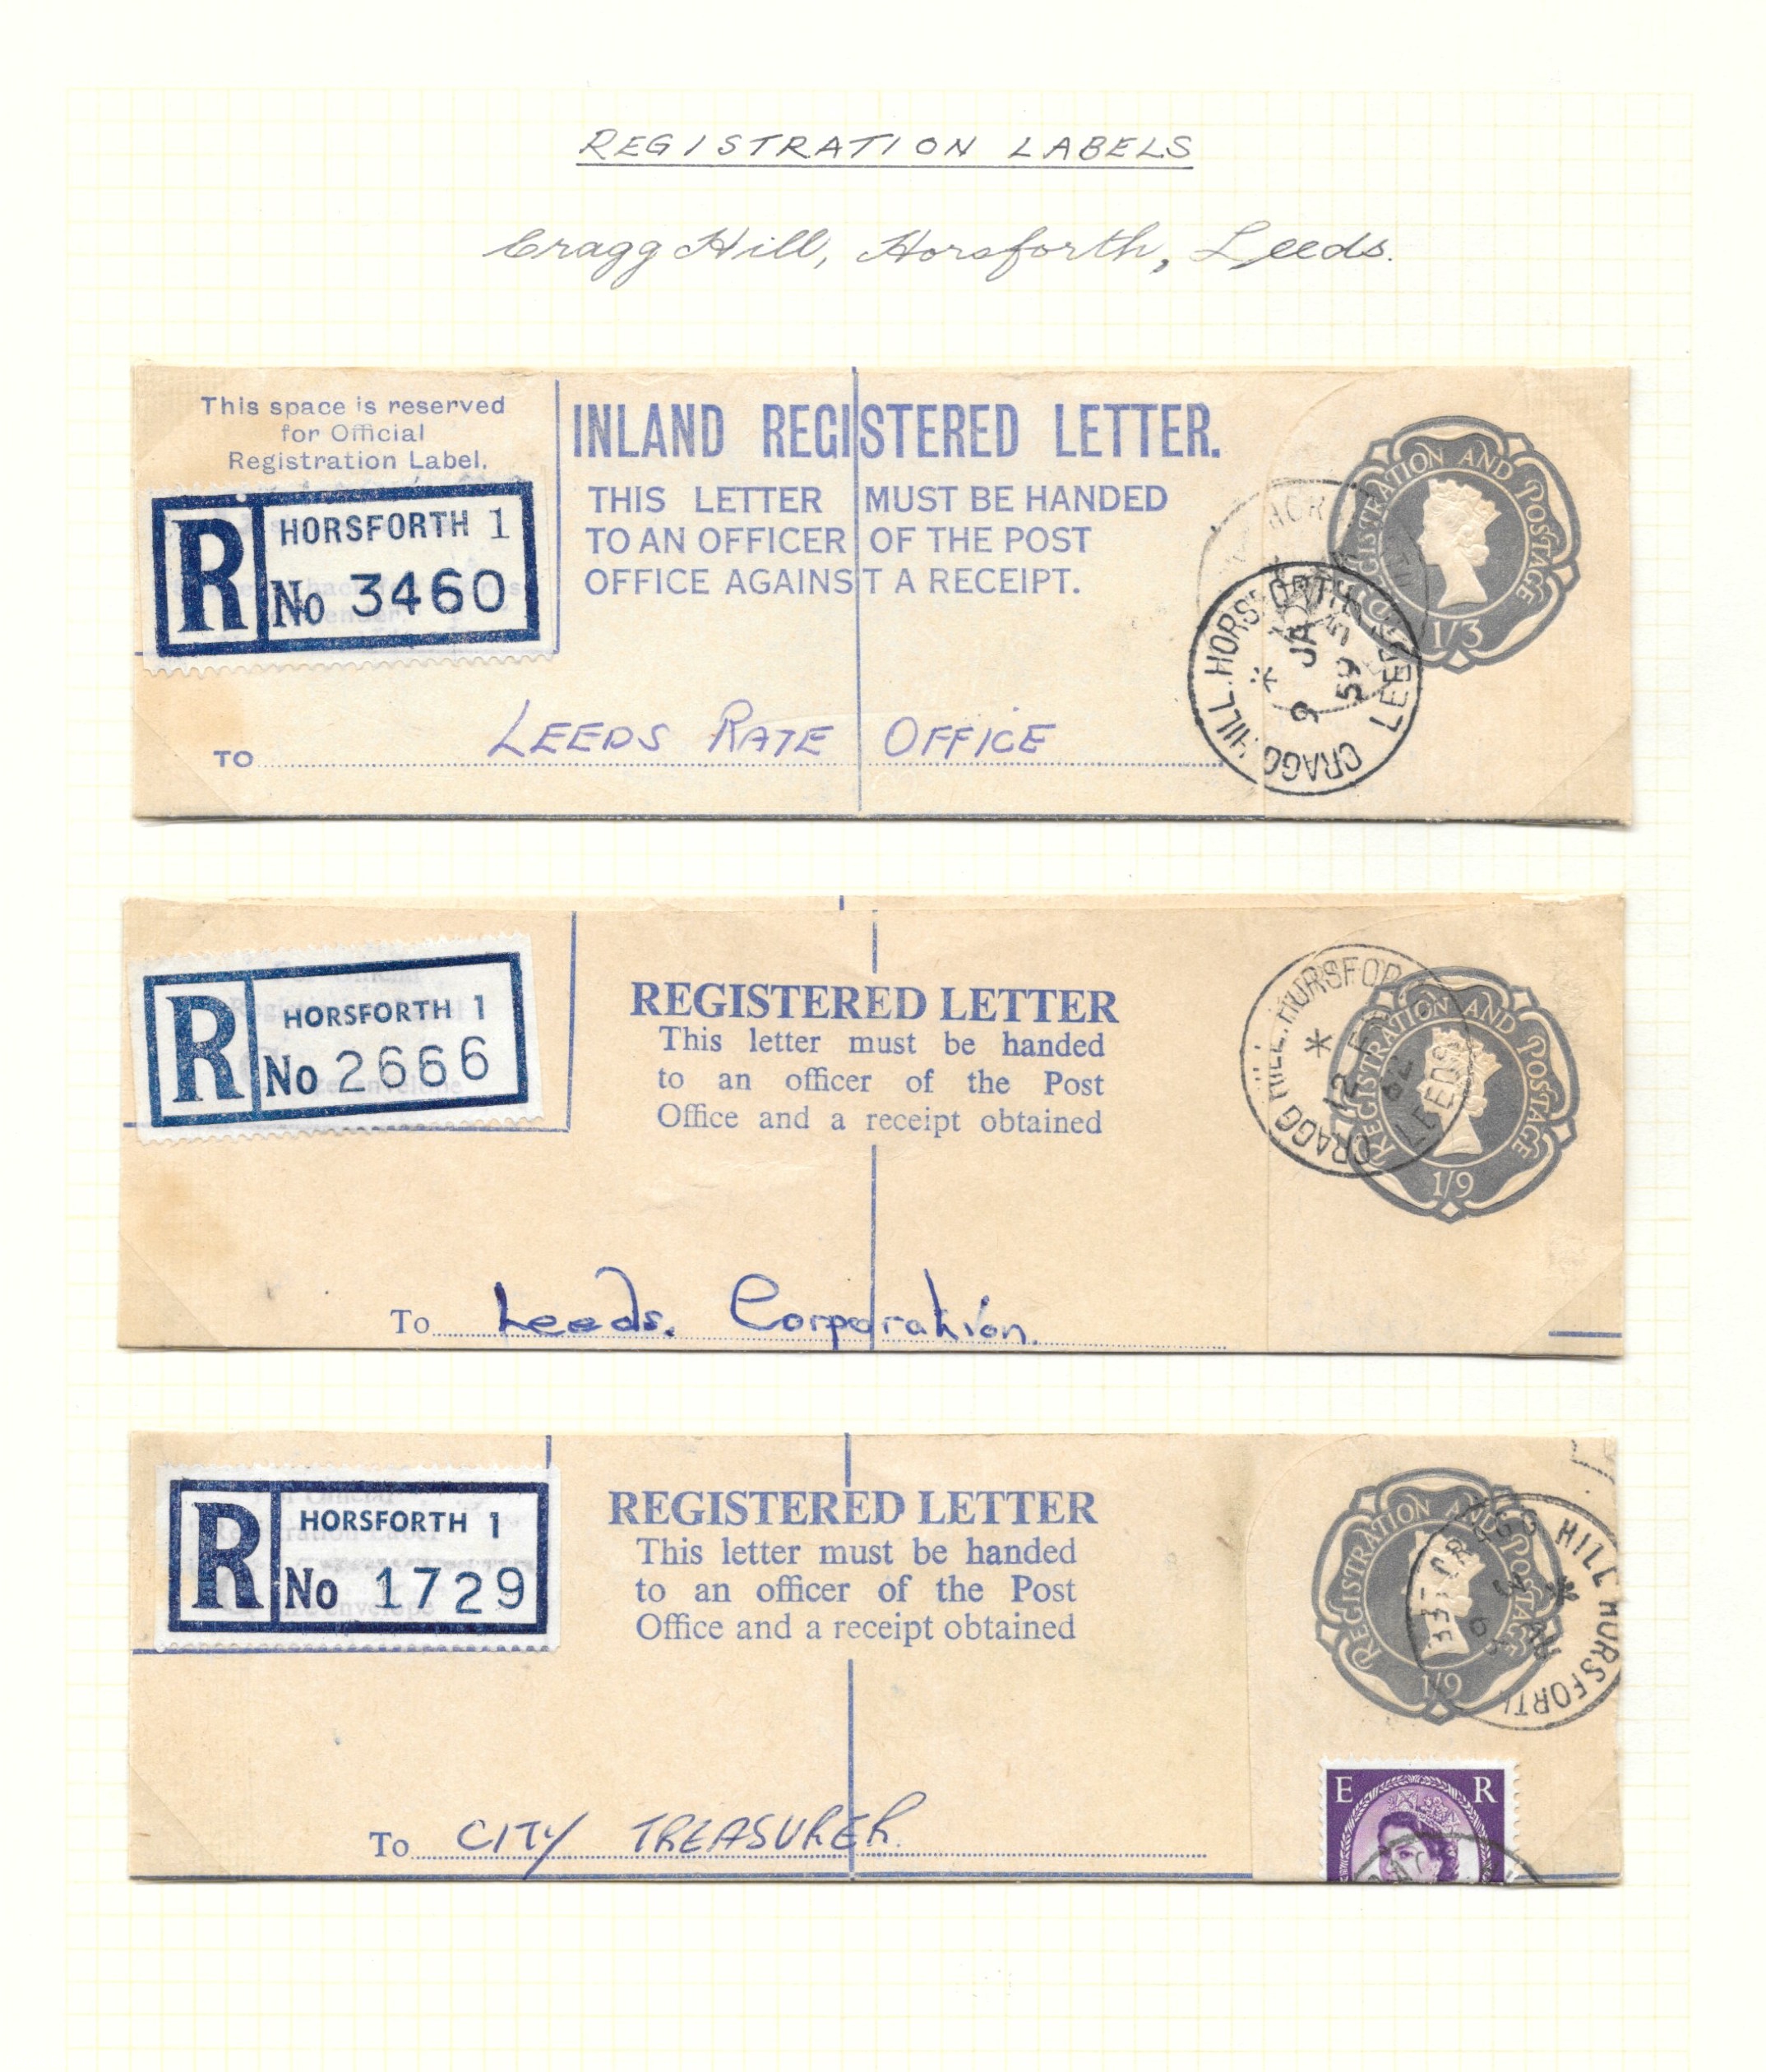 REGISTRATION LABELS
Cragg Hill, Horsforth, Leeds.
This space is reserved
for Official
Registration Label.
R
HORSFORTH 1
No 3460
INLAND REGISTERED LETTER.
THIS LETTER MUST BE HANDED
TO AN OFFICER OF THE POST
OFFICE AGAINST A RECEIPT.
REGISTRATION AND POSTAGE
1/3
CRAGG HILL. HORSFORTH
LEEDS
9 JA
59
TO LEEDS RATE OFFICE
R
HORSFORTH 1
No 2666
REGISTERED LETTER
This letter must be handed
to an officer of the Post
Office and a receipt obtained
CRAGG HILL. HORSFOR
LEEDS
12
62
REGISTRATION AND POSTAGE
1/9
To Leeds. Corporation.
R
HORSFORTH 1
No 1729
REGISTERED LETTER
This letter must be handed
to an officer of the Post
Office and a receipt obtained
REGISTRATION AND POSTAGE
1/9
CRAGG HILL HORSFORTH
To CITY TREASURER.
E R